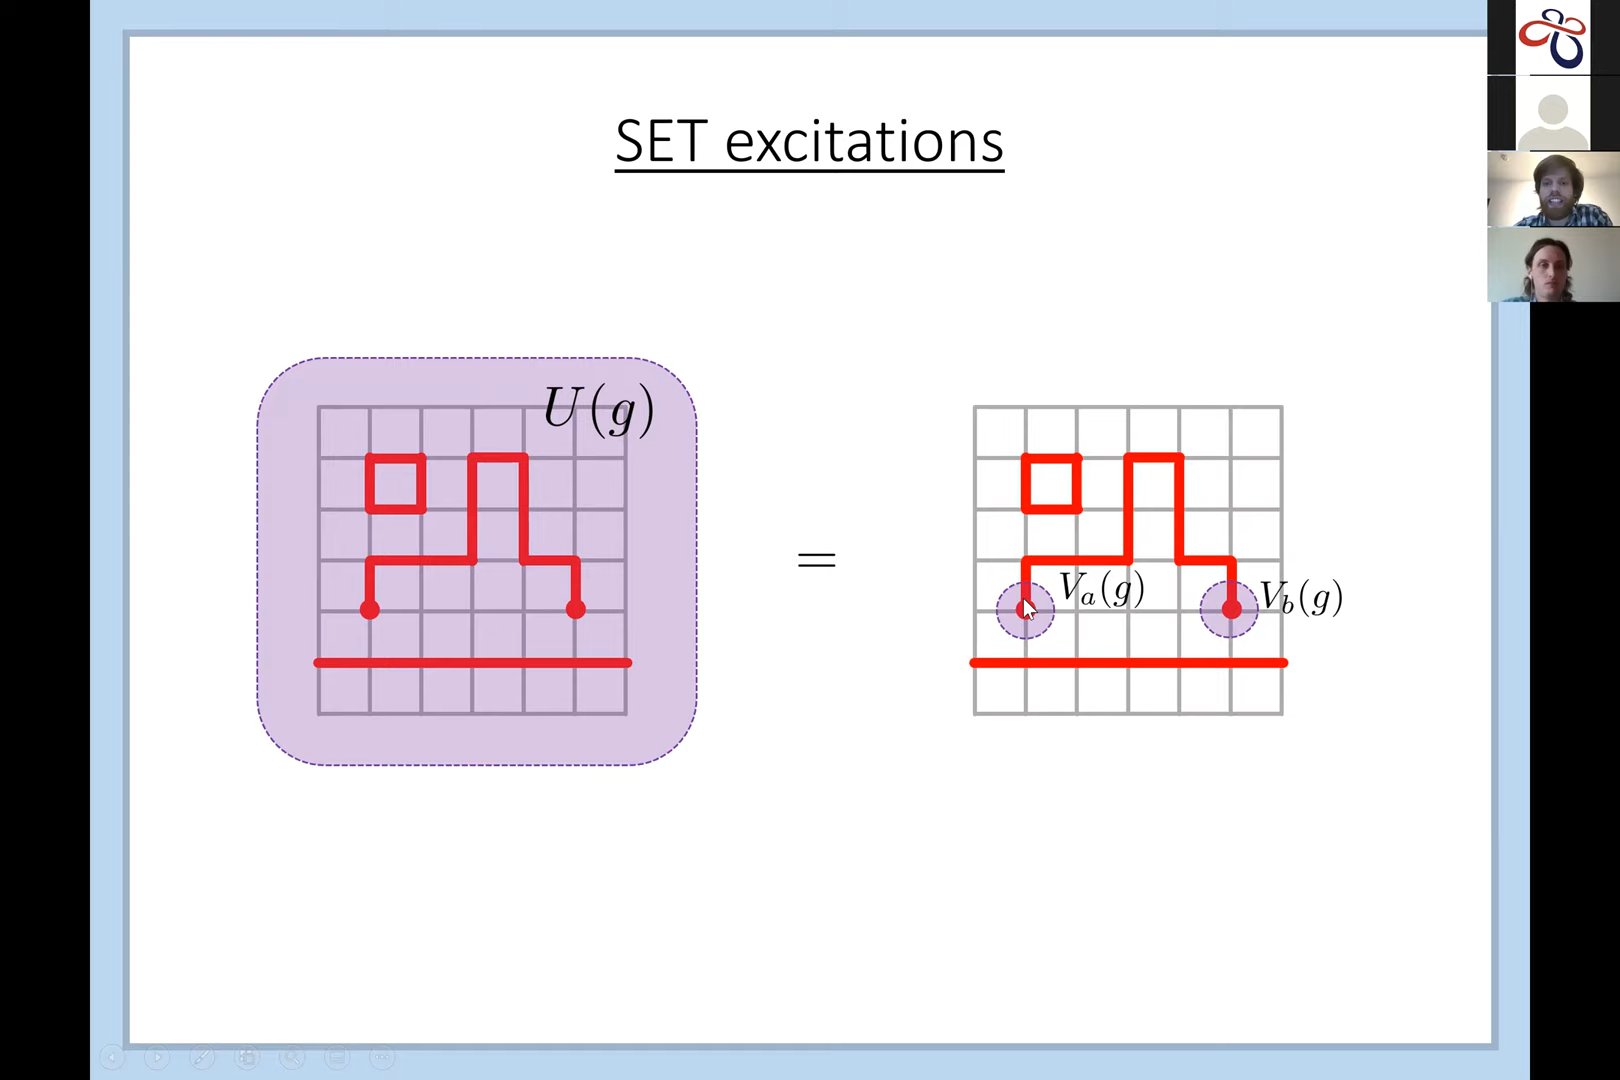 SET excitations
U(g)
=
V_a(g)
V_b(g)